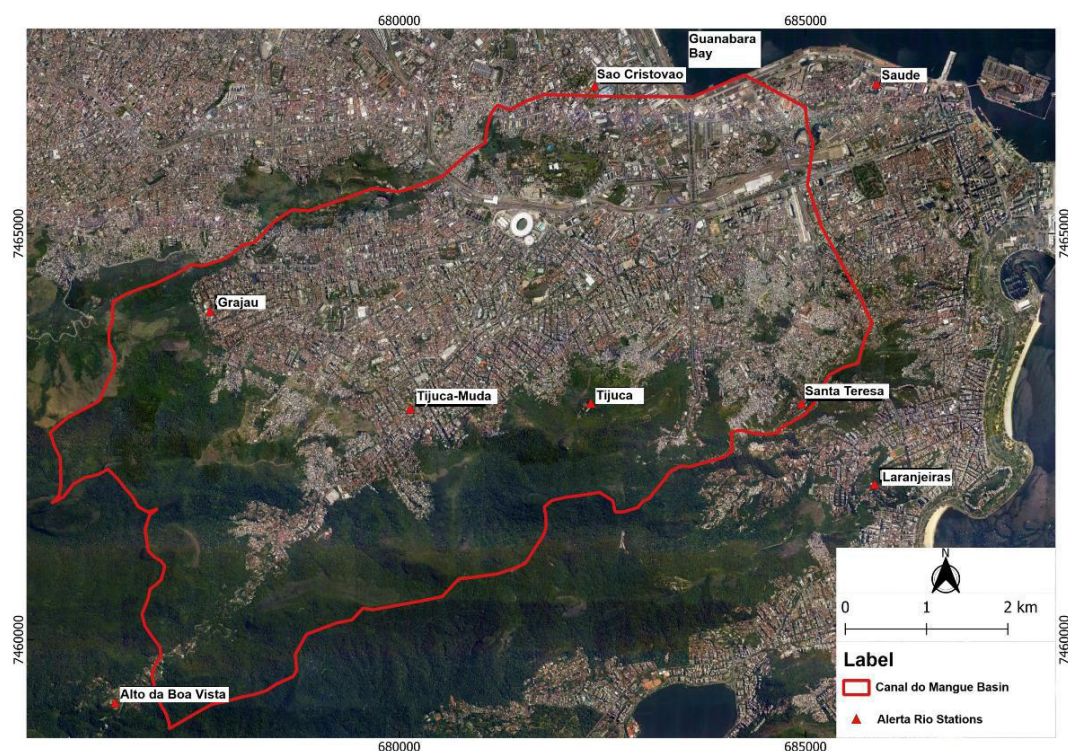 680000
685000
Guanabara
Bay
Sao Cristovao
Saude
7465000
7465000
Grajau
Tijuca-Muda
Tijuca
Santa Teresa
Laranjeiras
N
0 1 2 km
7460000
7460000
Label
Canal do Mangue Basin
Alto da Boa Vista
Alerta Rio Stations
680000
685000